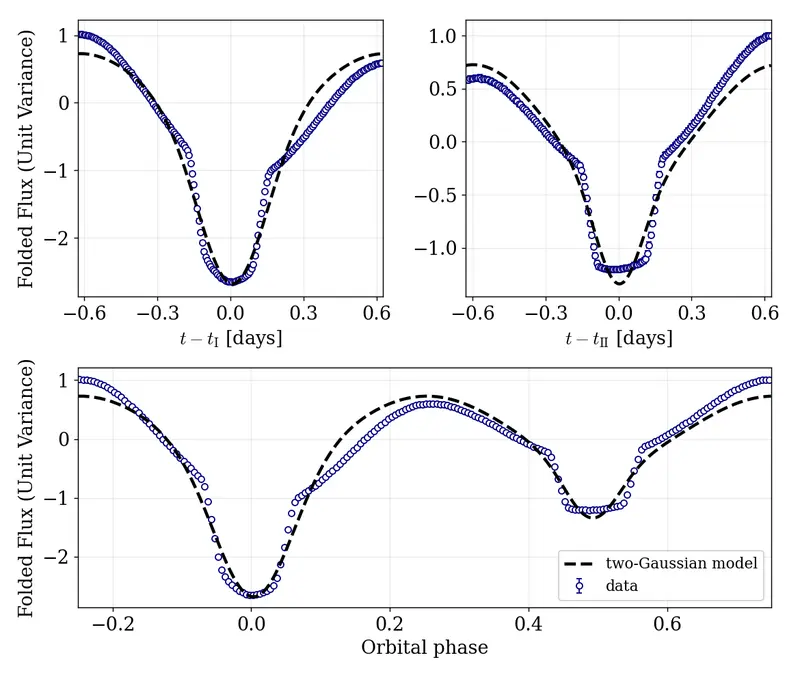 Folded Flux (Unit Variance)
1
0
−1
−2
−0.6 −0.3 0.0 0.3 0.6
t − t_I [days]
1.0
0.5
0.0
−0.5
−1.0
−0.6 −0.3 0.0 0.3 0.6
t − t_II [days]
Folded Flux (Unit Variance)
1
0
−1
−2
two-Gaussian model
data
−0.2 0.0 0.2 0.4 0.6
Orbital phase